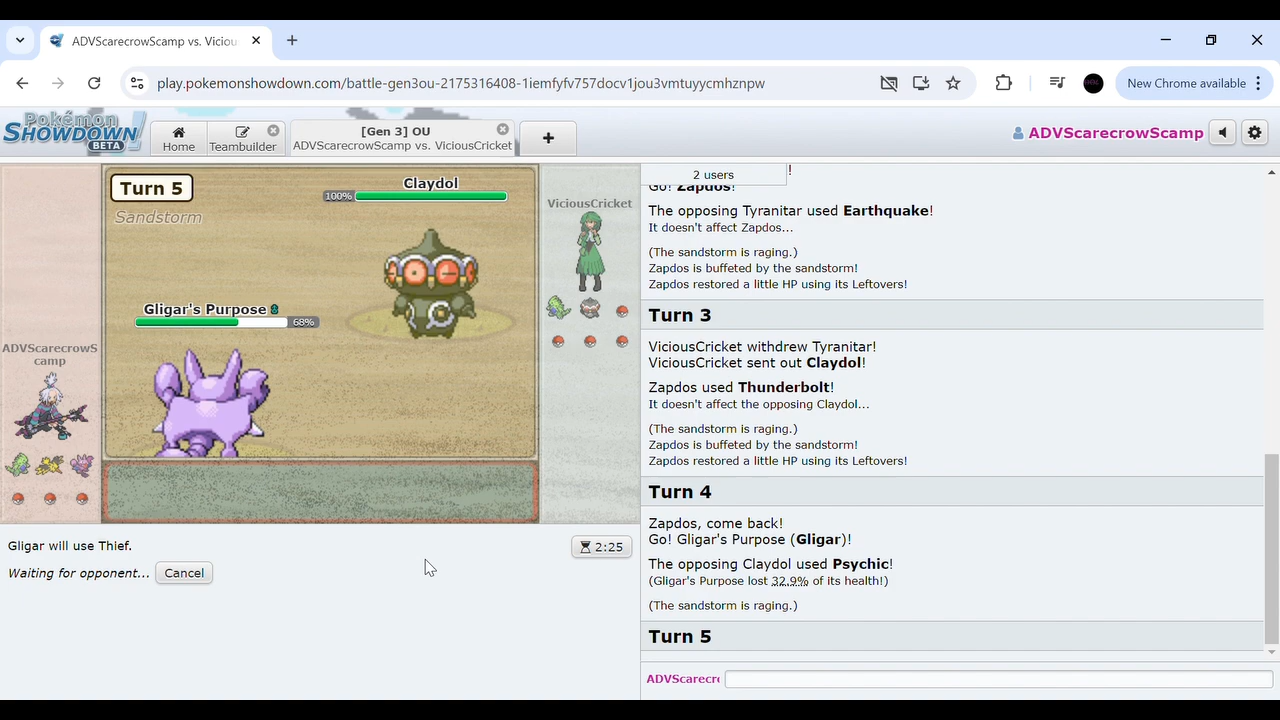 ADVScarecrowScamp vs. Viciou
play.pokemonshowdown.com/battle-gen3ou-2175316408-1iemfyfv757docv1jou3vmtuyycmhznpw
New Chrome available
Pokémon
SHOWDOWN
BETA
Home
Teambuilder
[Gen 3] OU
ADVScarecrowScamp vs. ViciousCricket
ADVScarecrowScamp
Turn 5
Sandstorm
Claydol
100%
Gligar's Purpose
68%
ADVScarecrowS
camp
ViciousCricket
Gligar will use Thief.
Waiting for opponent...
Cancel
2:25
2 users
!
Go! Zapdos!
The opposing Tyranitar used Earthquake!
It doesn't affect Zapdos...
(The sandstorm is raging.)
Zapdos is buffeted by the sandstorm!
Zapdos restored a little HP using its Leftovers!
Turn 3
ViciousCricket withdrew Tyranitar!
ViciousCricket sent out Claydol!
Zapdos used Thunderbolt!
It doesn't affect the opposing Claydol...
(The sandstorm is raging.)
Zapdos is buffeted by the sandstorm!
Zapdos restored a little HP using its Leftovers!
Turn 4
Zapdos, come back!
Go! Gligar's Purpose (Gligar)!
The opposing Claydol used Psychic!
(Gligar's Purpose lost 32.9% of its health!)
(The sandstorm is raging.)
Turn 5
ADVScarecr